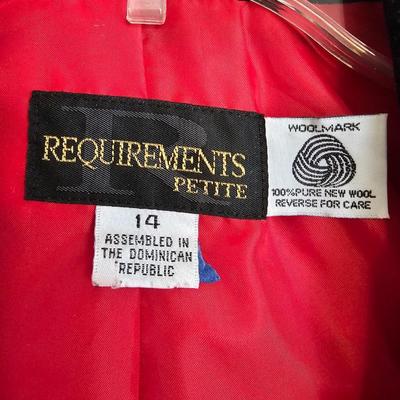 R
REQUIREMENTS
PETITE
WOOLMARK
100% PURE NEW WOOL
REVERSE FOR CARE
14
ASSEMBLED IN
THE DOMINICAN
REPUBLIC